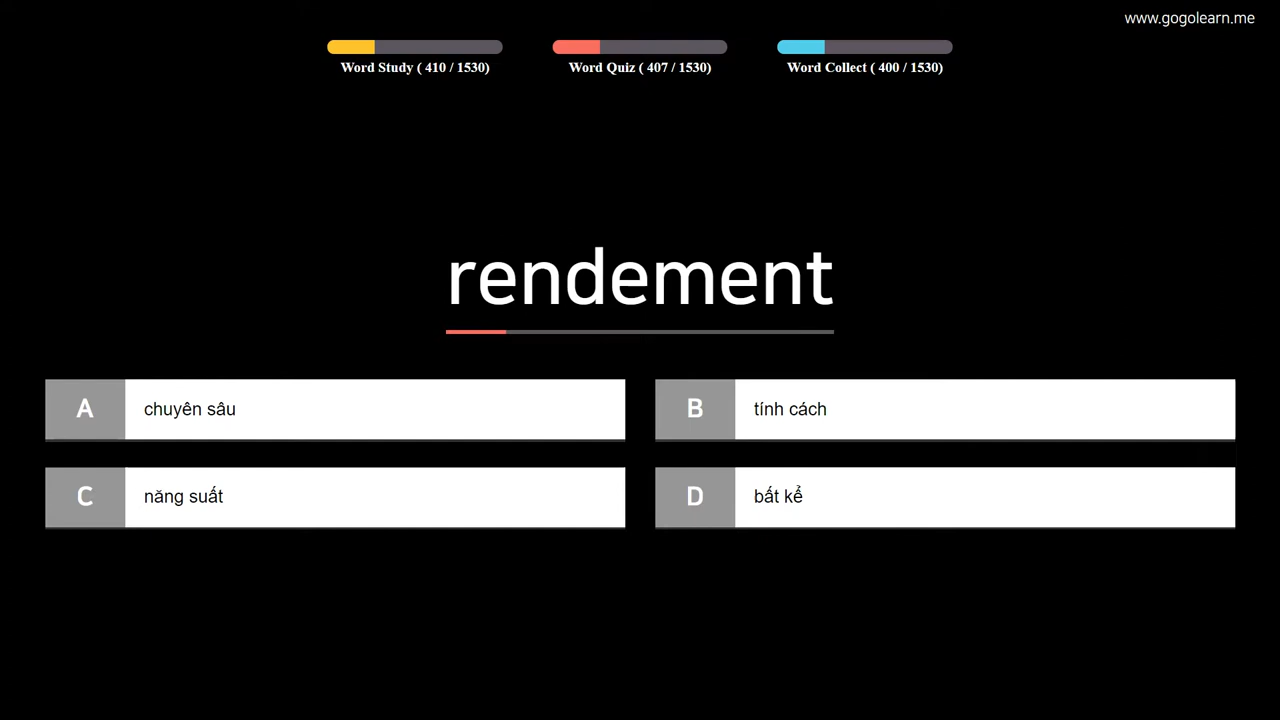 www.gogolearn.me
Word Study ( 410 / 1530)
Word Quiz ( 407 / 1530)
Word Collect ( 400 / 1530)
rendement
A chuyên sâu
B tính cách
C năng suất
D bất kể